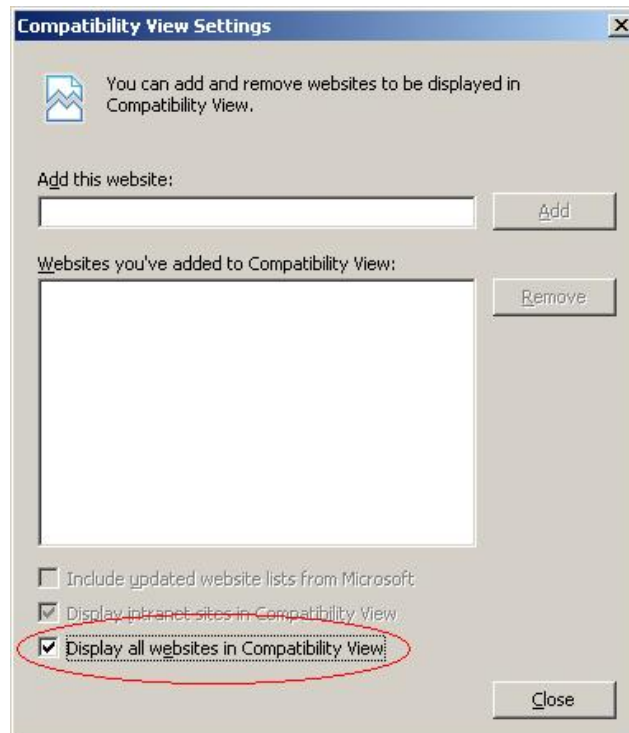 Compatibility View Settings
You can add and remove websites to be displayed in
Compatibility View.
Add this website:
Add
Websites you've added to Compatibility View:
Remove
Include updated website lists from Microsoft
Display intranet sites in Compatibility View
Display all websites in Compatibility View
Close